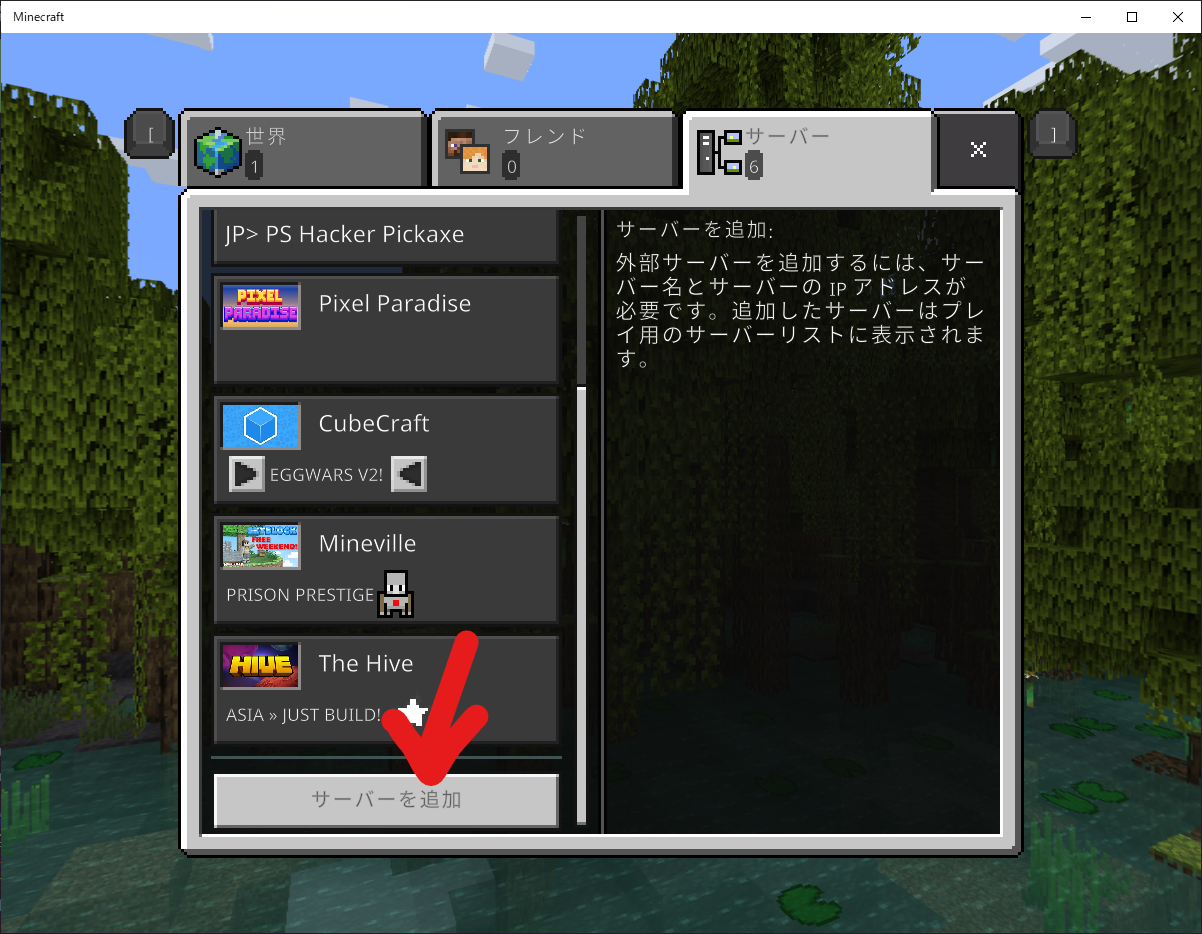 Minecraft
[
世界
1
フレンド
0
サーバー
6
]
JP> PS Hacker Pickaxe
PIXEL
PARADISE
Pixel Paradise
CubeCraft
EGGWARS V2!
FREE
WEEKEND!
Mineville
PRISON PRESTIGE
HIVE
The Hive
ASIA » JUST BUILD!
サーバーを追加
サーバーを追加:
外部サーバーを追加するには、サー
バー名とサーバーの IP アドレスが
必要です。追加したサーバーはプレ
イ用のサーバーリストに表示されま
す。